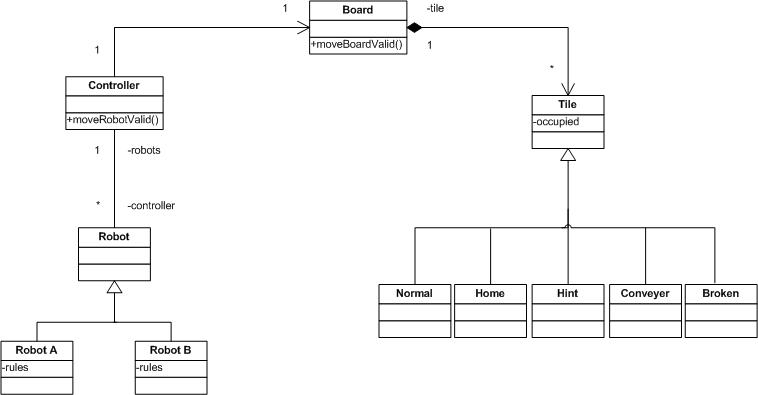 1
Board
-tile
+moveBoardValid()
1
1
*
Controller
+moveRobotValid()
Tile
-occupied
1
-robots
*
-controller
Robot
Normal
Home
Hint
Conveyer
Broken
Robot A
-rules
Robot B
-rules